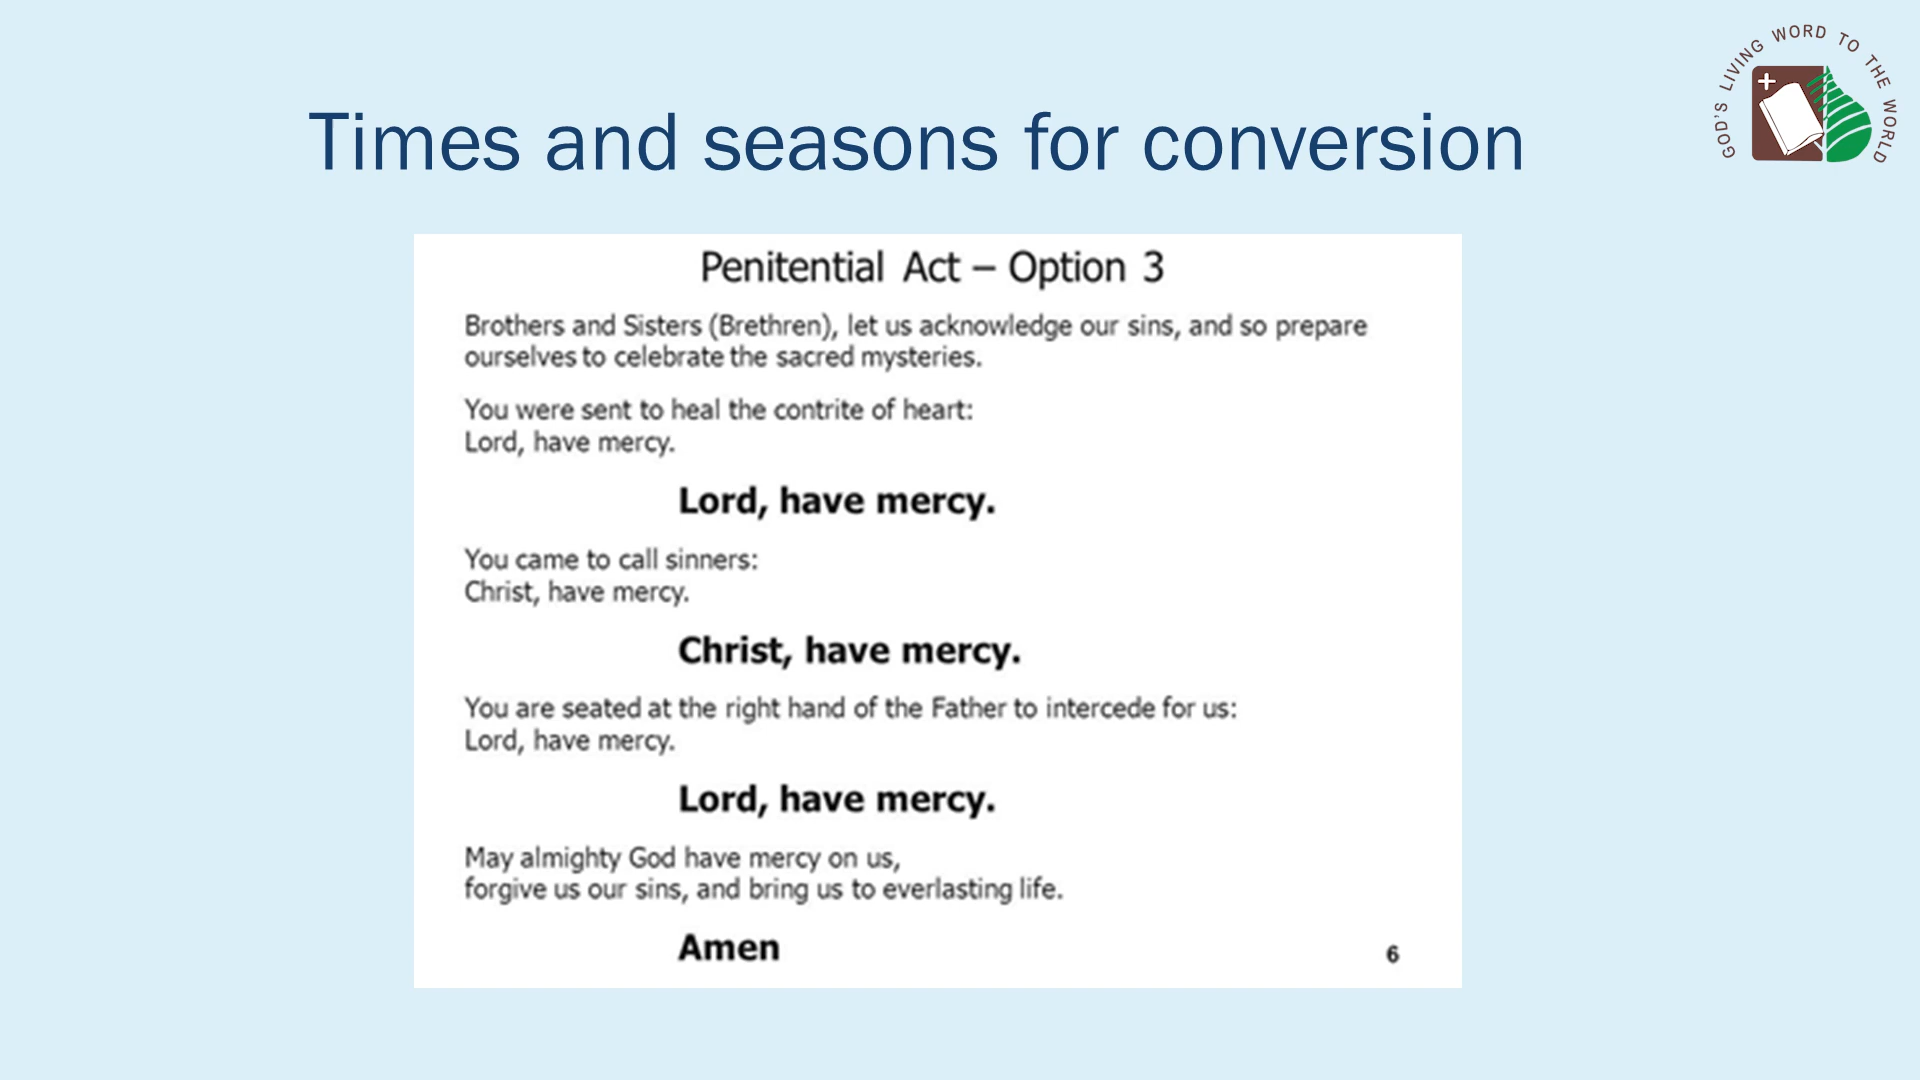 GOD'S LIVING WORD TO THE WORLD
Times and seasons for conversion
Penitential Act – Option 3
Brothers and Sisters (Brethren), let us acknowledge our sins, and so prepare
ourselves to celebrate the sacred mysteries.
You were sent to heal the contrite of heart:
Lord, have mercy.
Lord, have mercy.
You came to call sinners:
Christ, have mercy.
Christ, have mercy.
You are seated at the right hand of the Father to intercede for us:
Lord, have mercy.
Lord, have mercy.
May almighty God have mercy on us,
forgive us our sins, and bring us to everlasting life.
Amen
6